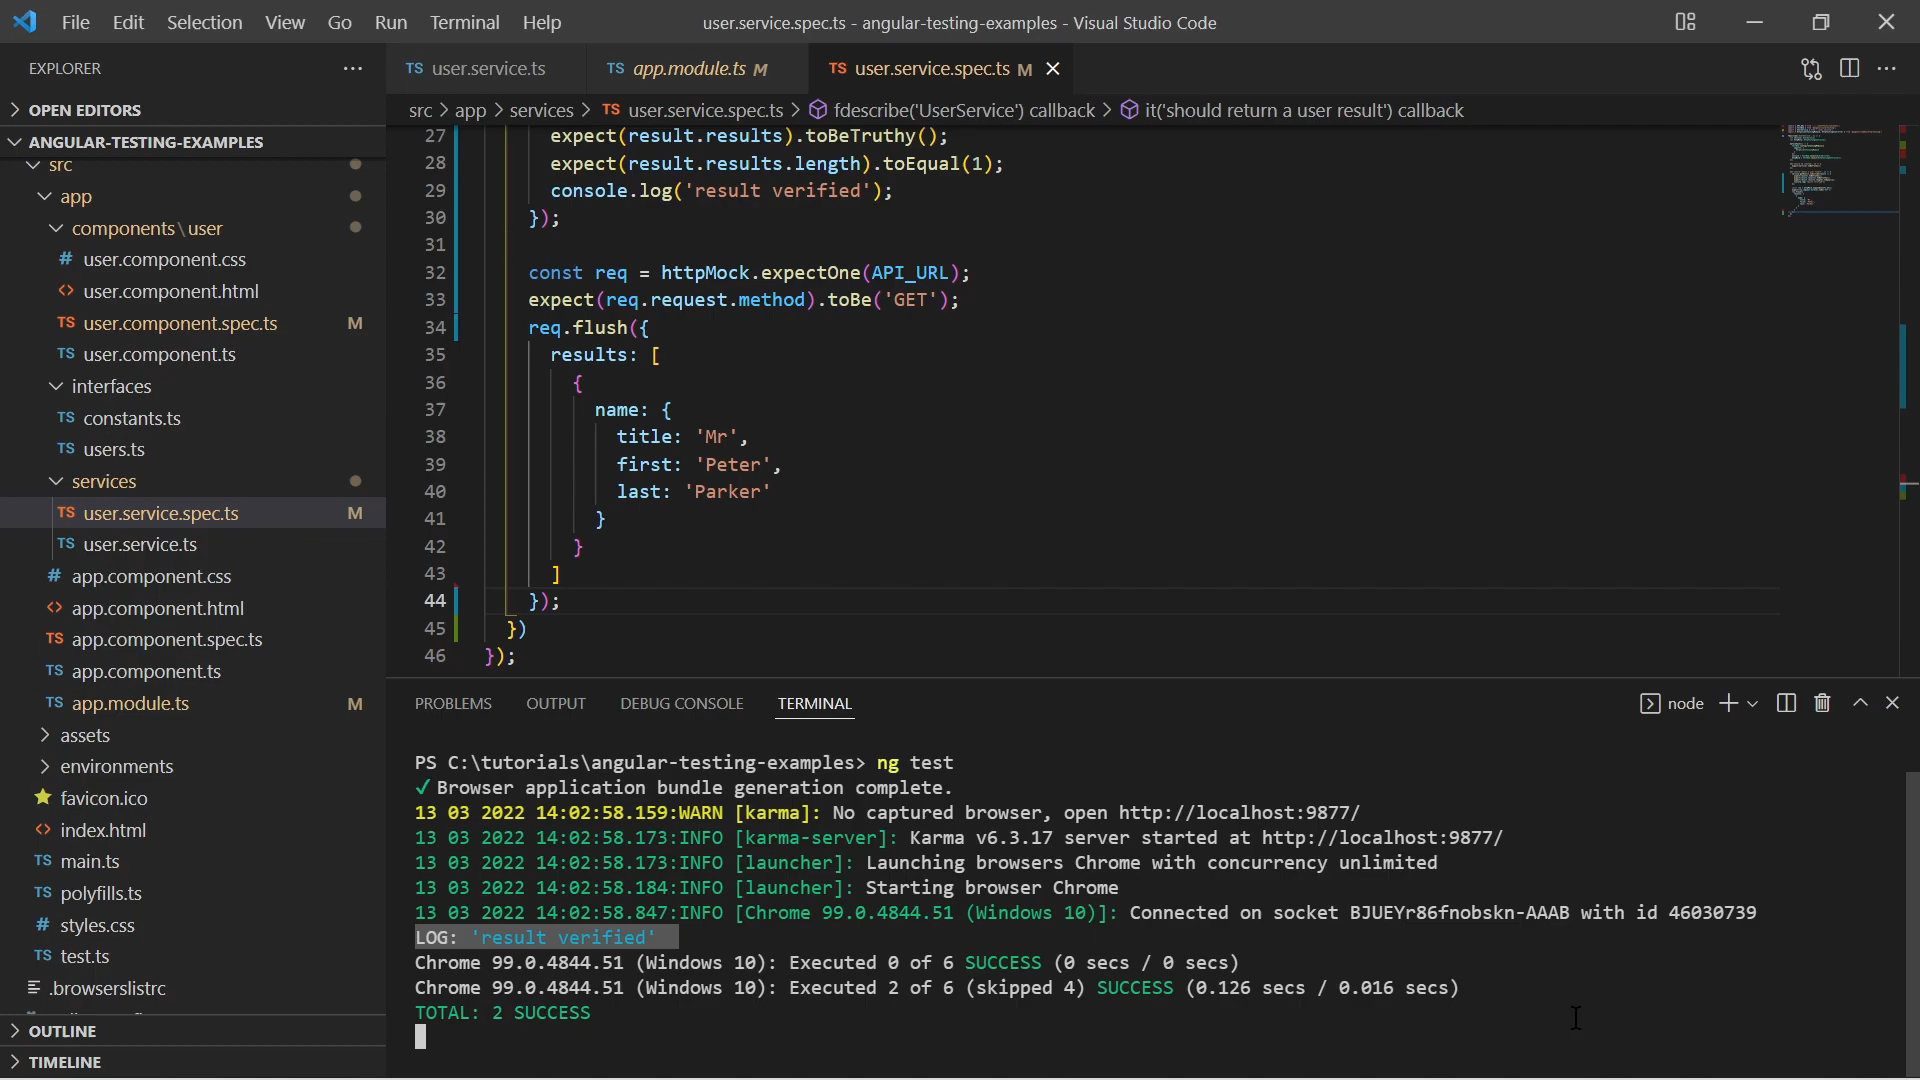 File Edit Selection View Go Run Terminal Help
user.service.spec.ts - angular-testing-examples - Visual Studio Code
EXPLORER
OPEN EDITORS
ANGULAR-TESTING-EXAMPLES
src
app
components\user
# user.component.css
<> user.component.html
TS user.component.spec.ts M
TS user.component.ts
interfaces
TS constants.ts
TS users.ts
services
TS user.service.spec.ts M
TS user.service.ts
# app.component.css
<> app.component.html
TS app.component.spec.ts
TS app.component.ts
TS app.module.ts M
assets
environments
favicon.ico
<> index.html
TS main.ts
TS polyfills.ts
# styles.css
TS test.ts
.browserslistrc
OUTLINE
TIMELINE
TS user.service.ts TS app.module.ts M TS user.service.spec.ts M
src > app > services > TS user.service.spec.ts > fdescribe('UserService') callback > it('should return a user result') callback
27 expect(result.results).toBeTruthy();
28 expect(result.results.length).toEqual(1);
29 console.log('result verified');
30 });
31
32 const req = httpMock.expectOne(API_URL);
33 expect(req.request.method).toBe('GET');
34 req.flush({
35 results: [
36 {
37 name: {
38 title: 'Mr',
39 first: 'Peter',
40 last: 'Parker'
41 }
42 }
43 ]
44 });
45 })
46 });
PROBLEMS OUTPUT DEBUG CONSOLE TERMINAL node
PS C:\tutorials\angular-testing-examples> ng test
✓ Browser application bundle generation complete.
13 03 2022 14:02:58.159:WARN [karma]: No captured browser, open http://localhost:9877/
13 03 2022 14:02:58.173:INFO [karma-server]: Karma v6.3.17 server started at http://localhost:9877/
13 03 2022 14:02:58.173:INFO [launcher]: Launching browsers Chrome with concurrency unlimited
13 03 2022 14:02:58.184:INFO [launcher]: Starting browser Chrome
13 03 2022 14:02:58.847:INFO [Chrome 99.0.4844.51 (Windows 10)]: Connected on socket BJUEYr86fnobskn-AAAB with id 46030739
LOG: 'result verified'
Chrome 99.0.4844.51 (Windows 10): Executed 0 of 6 SUCCESS (0 secs / 0 secs)
Chrome 99.0.4844.51 (Windows 10): Executed 2 of 6 (skipped 4) SUCCESS (0.126 secs / 0.016 secs)
TOTAL: 2 SUCCESS